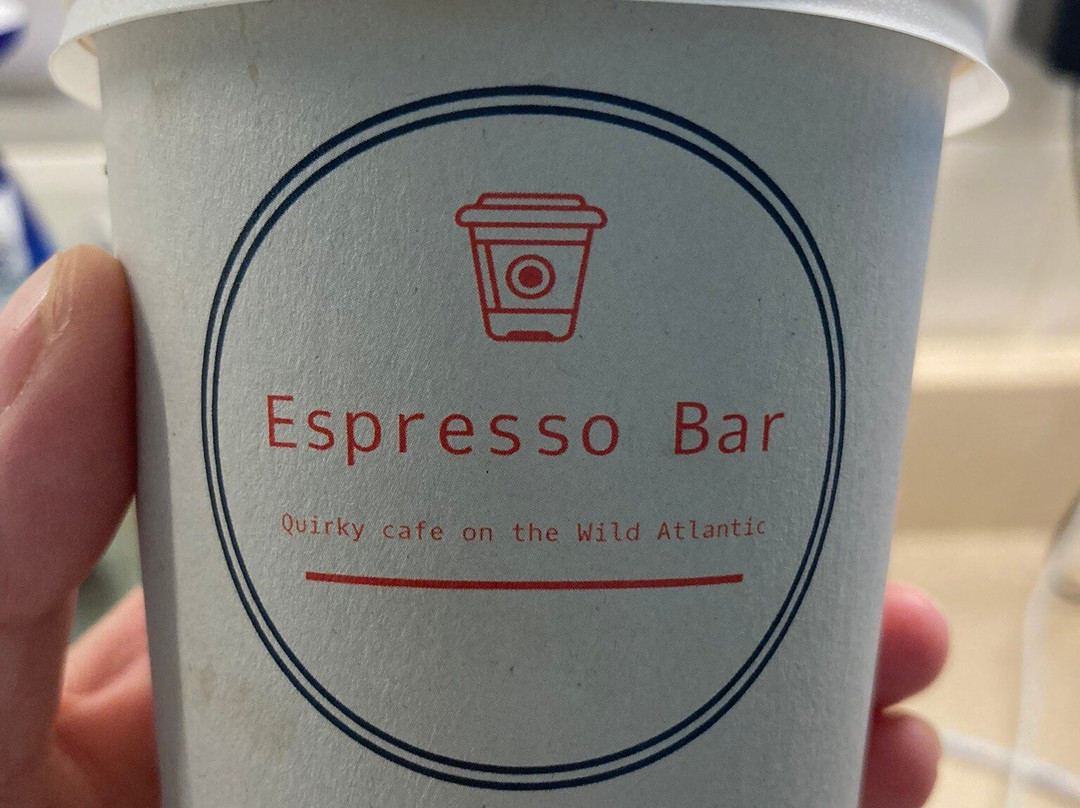 Espresso Bar
Quirky cafe on the Wild Atlantic